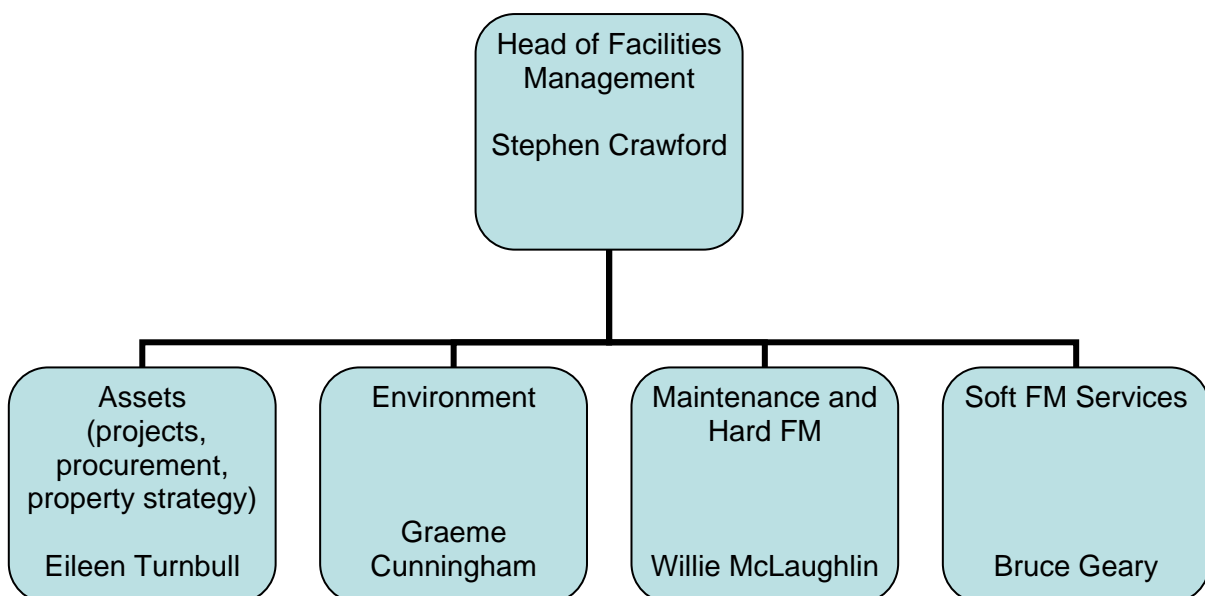 Head of Facilities
Management
Stephen Crawford
Assets
(projects,
procurement,
property strategy)
Eileen Turnbull
Environment
Graeme
Cunningham
Maintenance and
Hard FM
Willie McLaughlin
Soft FM Services
Bruce Geary